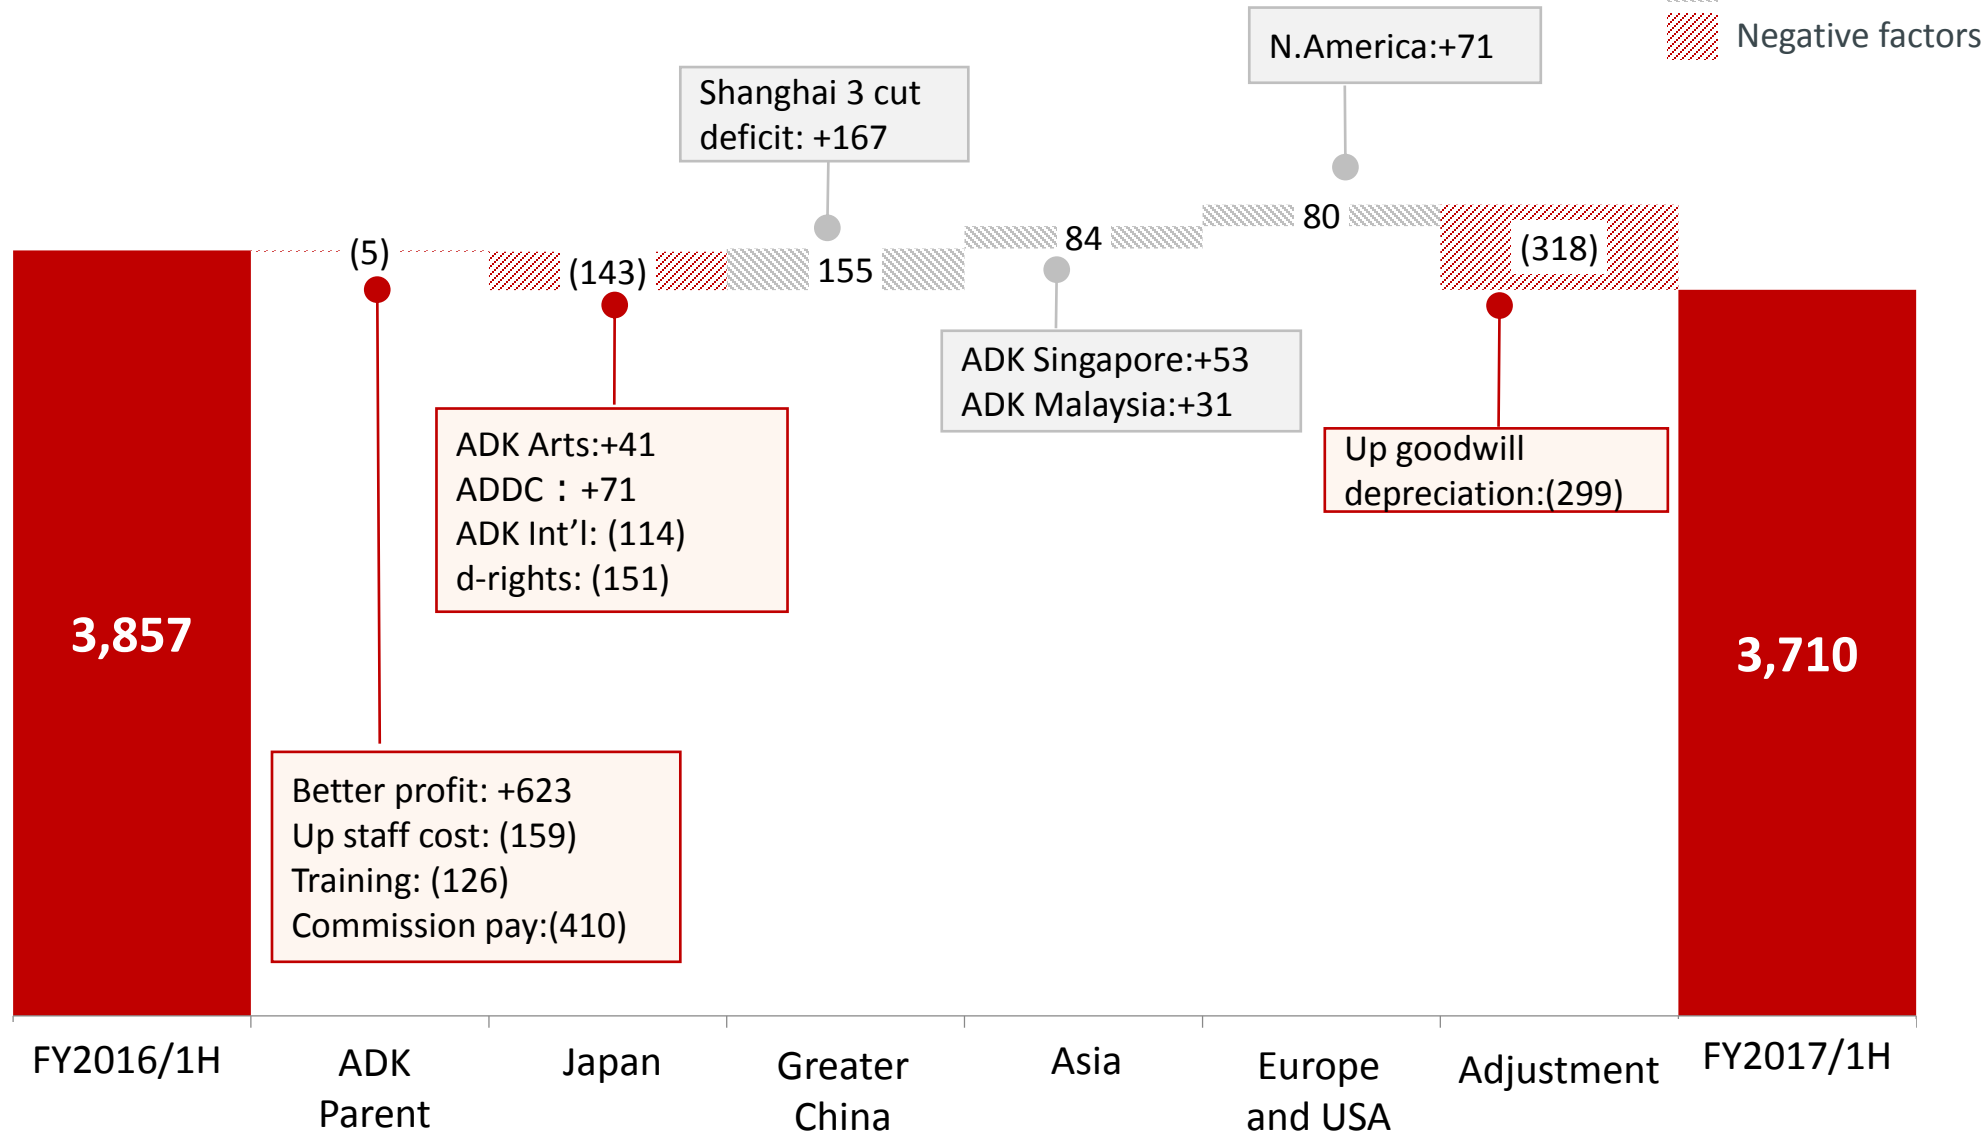 Negative factors
N.America:+71
Shanghai 3 cut
deficit: +167
(5)
(143)
155
84
80
(318)
ADK Singapore:+53
ADK Malaysia:+31
ADK Arts:+41
ADDC：+71
ADK Int’l: (114)
d-rights: (151)
Up goodwill
depreciation:(299)
3,857
3,710
Better profit: +623
Up staff cost: (159)
Training: (126)
Commission pay:(410)
FY2016/1H
ADK
Parent
Japan
Greater
China
Asia
Europe
and USA
Adjustment
FY2017/1H